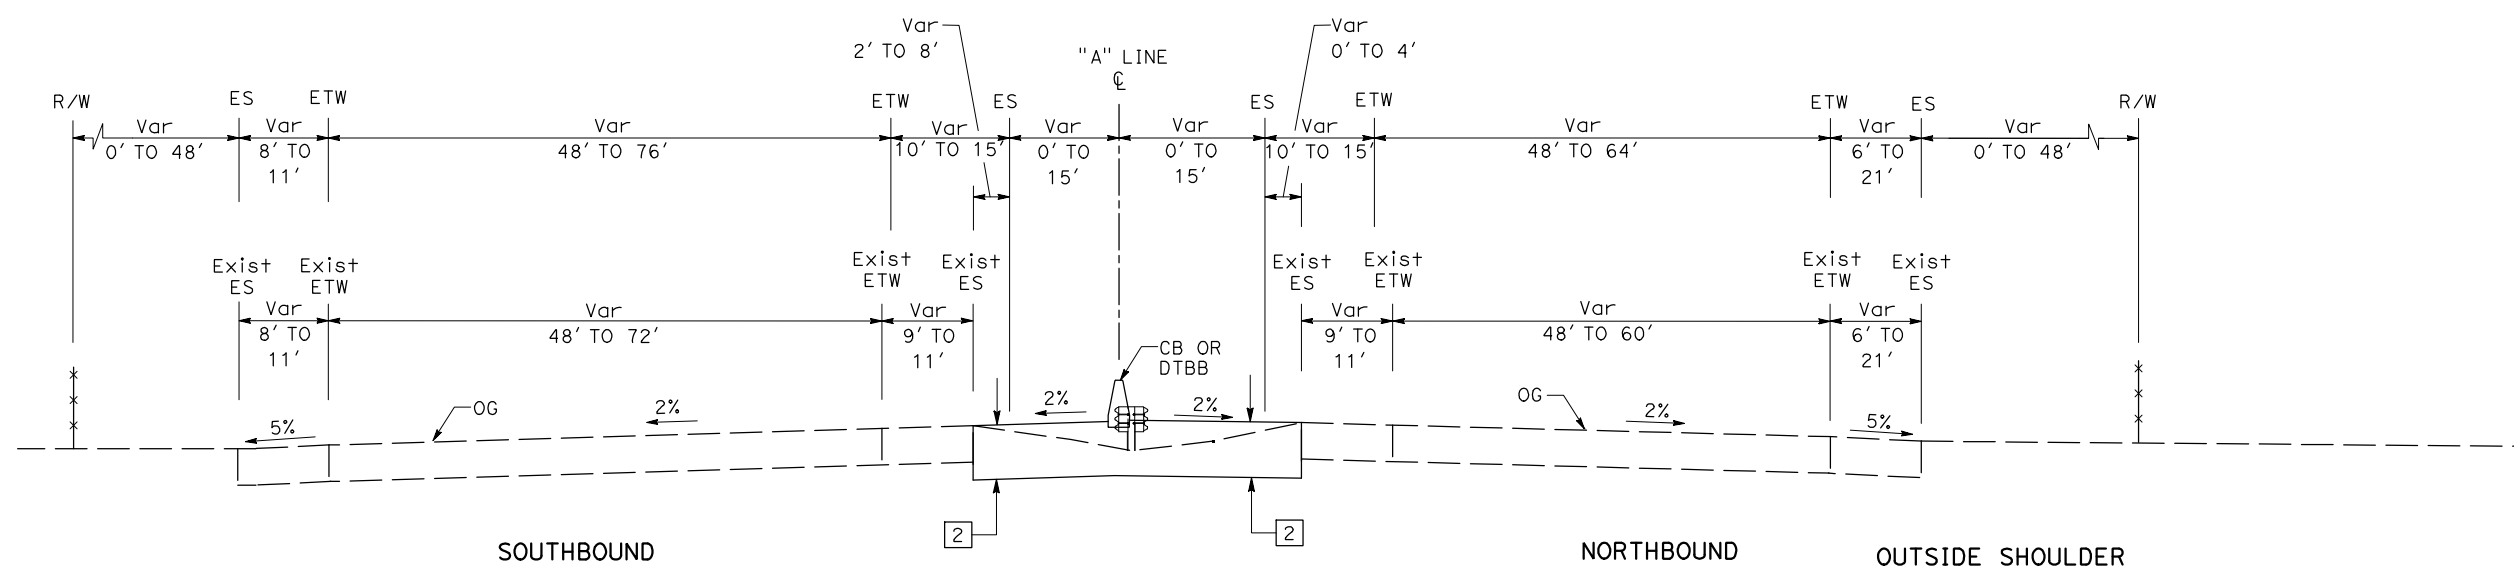 Var
2' TO 8'
"A" LINE
℄
Var
0' TO 4'
R/W
ES
ETW
ETW
ES
ES
ETW
ETW
ES
R/W
Var
0' TO 48'
Var
8' TO
11'
Var
48' TO 76'
Var
10' TO 15'
Var
0' TO
15'
Var
0' TO
15'
Var
10' TO 15'
Var
48' TO 64'
Var
6' TO
21'
Var
0' TO 48'
Exist
ES
Exist
ETW
Exist
ETW
Exist
ES
Exist
ES
Exist
ETW
Exist
ETW
Exist
ES
Var
8' TO
11'
Var
48' TO 72'
Var
9' TO
11'
Var
9' TO
11'
Var
48' TO 60'
Var
6' TO
21'
CB OR
DTBB
5%
OG
2%
2%
2%
OG
2%
5%
2
2
SOUTHBOUND
NORTHBOUND
OUTSIDE SHOULDER